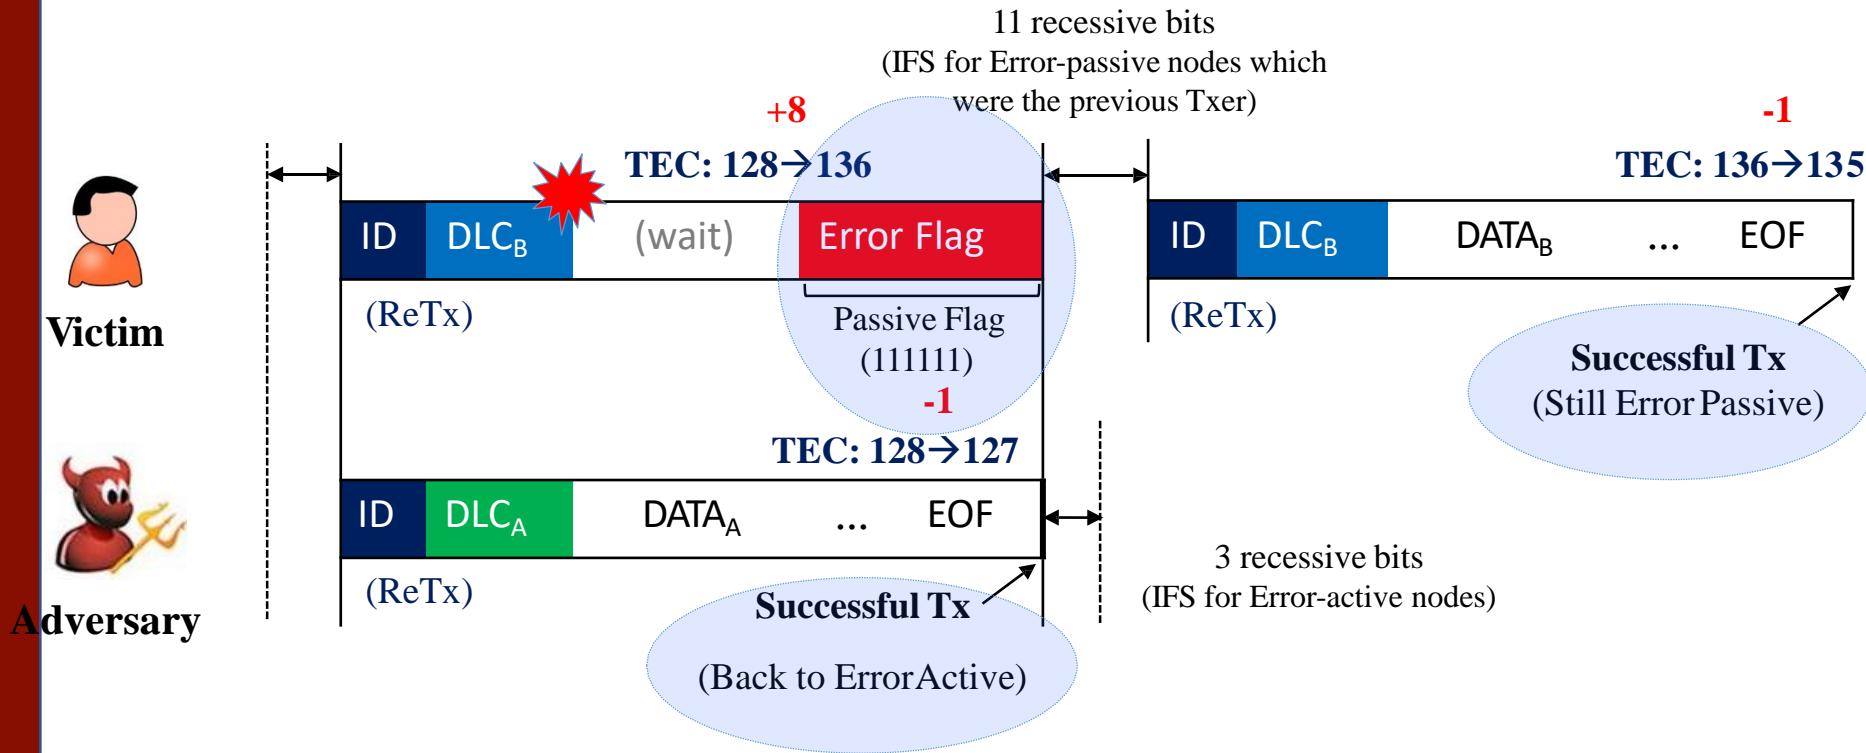 11 recessive bits
(IFS for Error-passive nodes which
were the previous Txer)
+8
TEC: 128→136
-1
TEC: 136→135
ID DLCB (wait) Error Flag
ID DLCB DATAB ... EOF
(ReTx)
Passive Flag
(111111)
(ReTx)
Victim
Successful Tx
(Still Error Passive)
-1
TEC: 128→127
ID DLCA DATAA ... EOF
3 recessive bits
(IFS for Error-active nodes)
(ReTx)
Adversary
Successful Tx
(Back to ErrorActive)